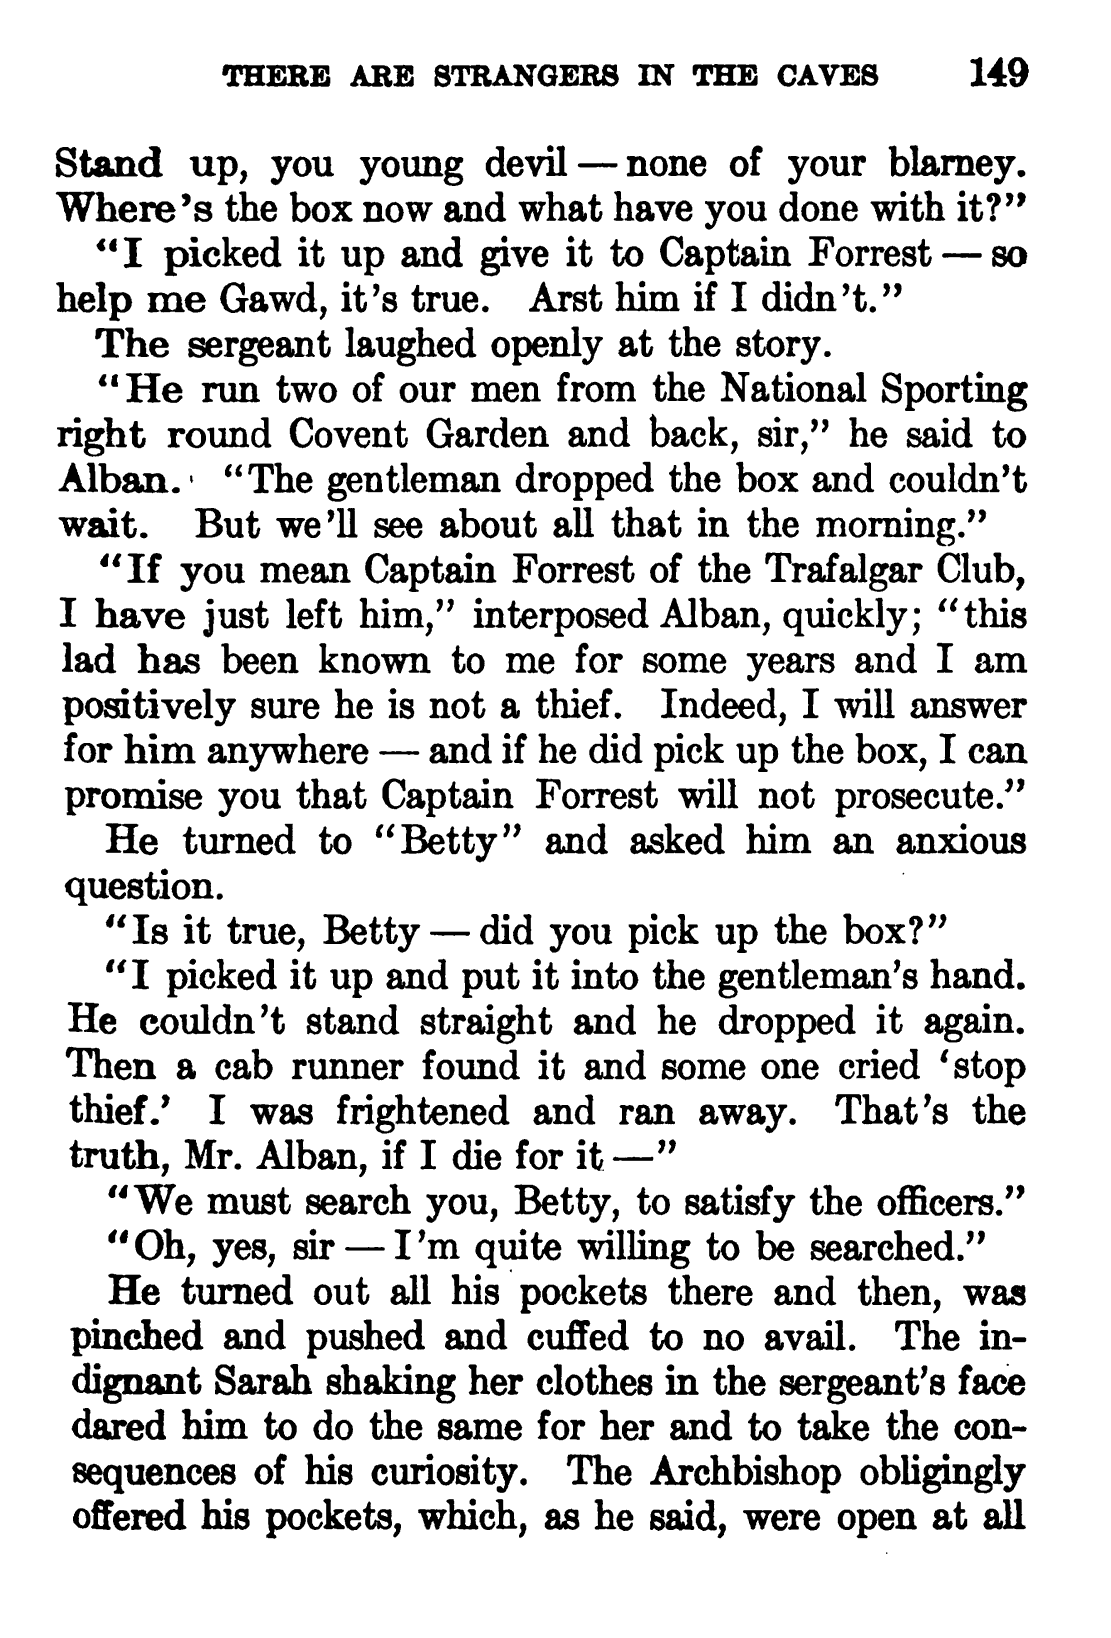 THERE ARE STRANGERS IN THE CAVES 149
Stand up, you young devil — none of your blarney.
Where's the box now and what have you done with it?"
"I picked it up and give it to Captain Forrest — so
help me Gawd, it's true. Arst him if I didn't."
The sergeant laughed openly at the story.
"He run two of our men from the National Sporting
right round Covent Garden and back, sir," he said to
Alban. "The gentleman dropped the box and couldn't
wait. But we'll see about all that in the morning."
"If you mean Captain Forrest of the Trafalgar Club,
I have just left him," interposed Alban, quickly; "this
lad has been known to me for some years and I am
positively sure he is not a thief. Indeed, I will answer
for him anywhere — and if he did pick up the box, I can
promise you that Captain Forrest will not prosecute."
He turned to "Betty" and asked him an anxious
question.
"Is it true, Betty — did you pick up the box?"
"I picked it up and put it into the gentleman's hand.
He couldn't stand straight and he dropped it again.
Then a cab runner found it and some one cried 'stop
thief.' I was frightened and ran away. That's the
truth, Mr. Alban, if I die for it —"
"We must search you, Betty, to satisfy the officers."
"Oh, yes, sir — I'm quite willing to be searched."
He turned out all his pockets there and then, was
pinched and pushed and cuffed to no avail. The in-
dignant Sarah shaking her clothes in the sergeant's face
dared him to do the same for her and to take the con-
sequences of his curiosity. The Archbishop obligingly
offered his pockets, which, as he said, were open at all